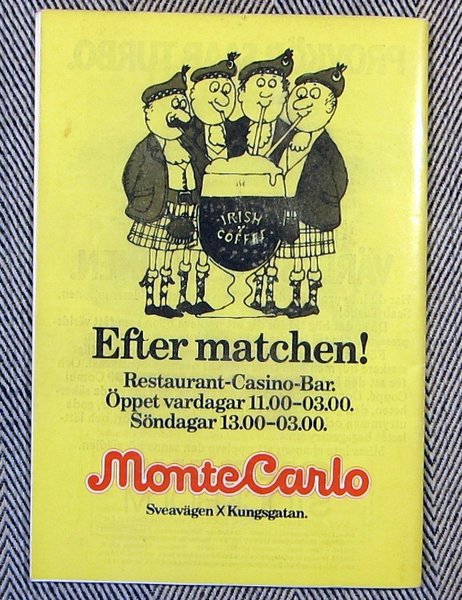 IRISH
COFFEE
Efter matchen!
Restaurant-Casino-Bar.
Öppet vardagar 11.00-03.00.
Söndagar 13.00-03.00.
MonteCarlo
Sveavägen X Kungsgatan.